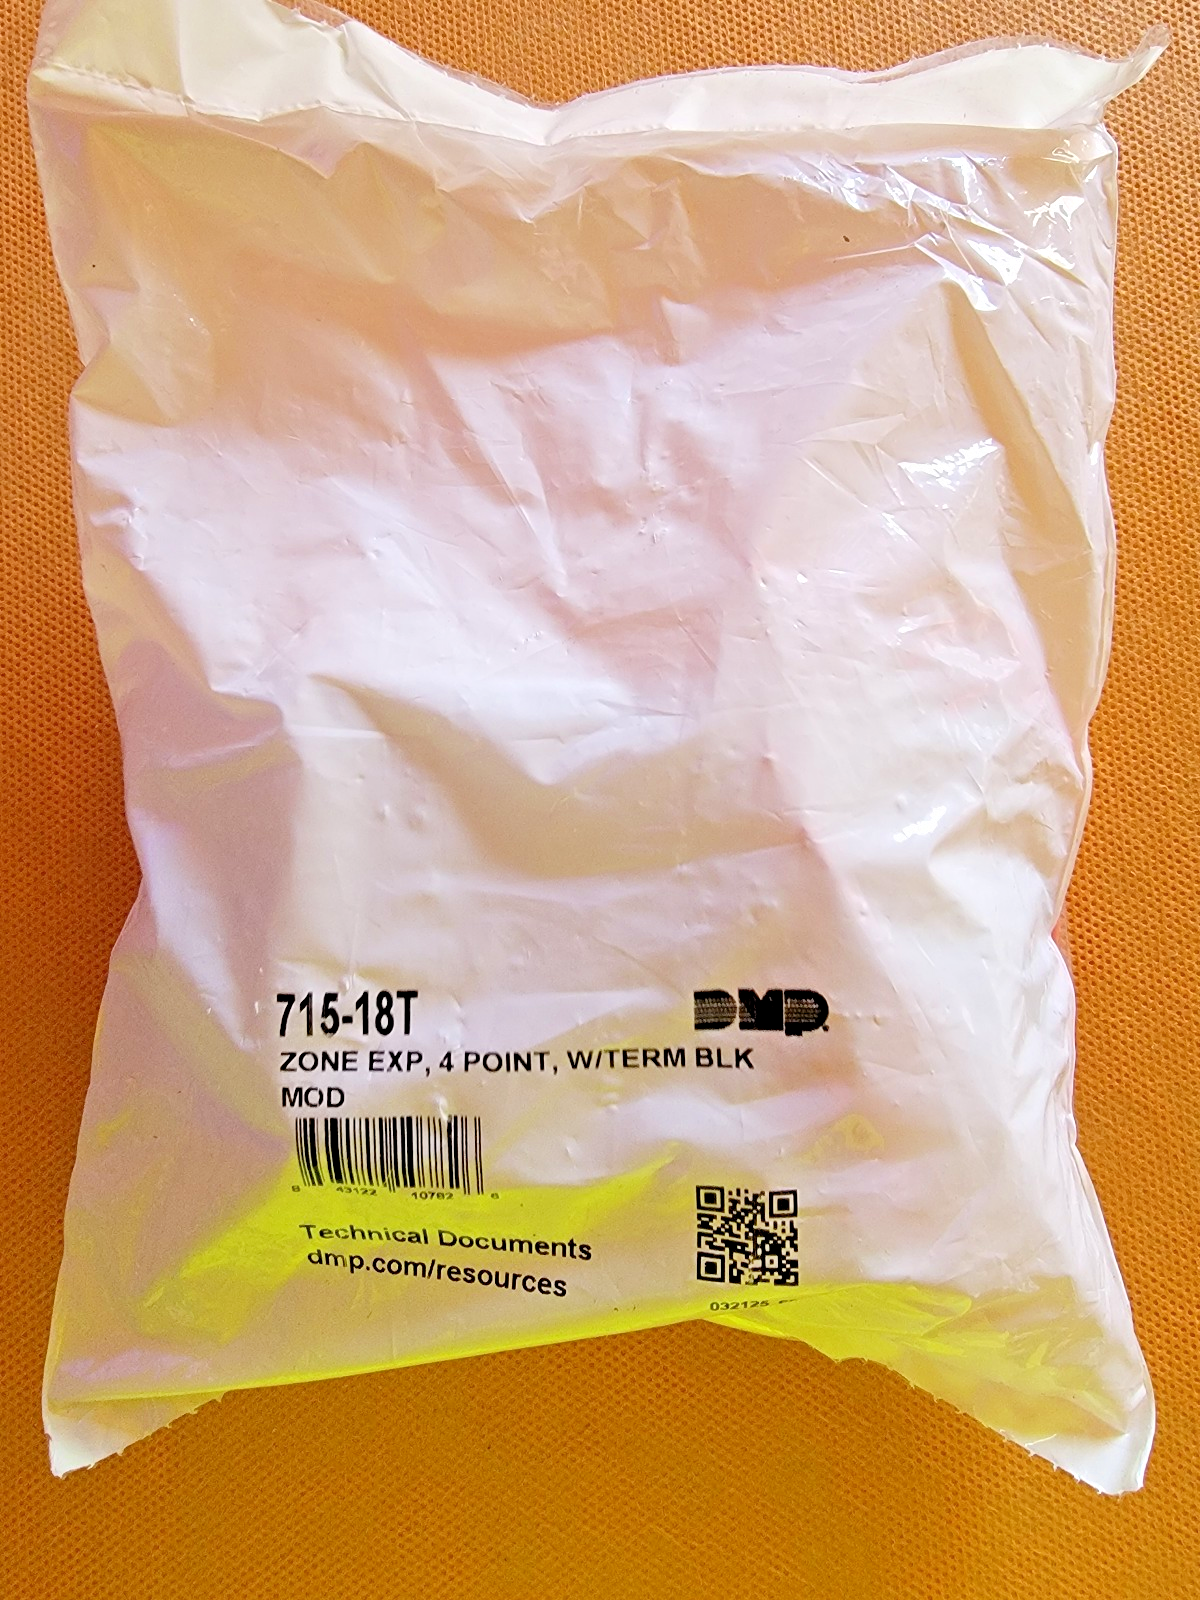 715-18T
DMP
ZONE EXP, 4 POINT, W/TERM BLK
MOD
8 43122 10762 6
Technical Documents
dmp.com/resources
032125